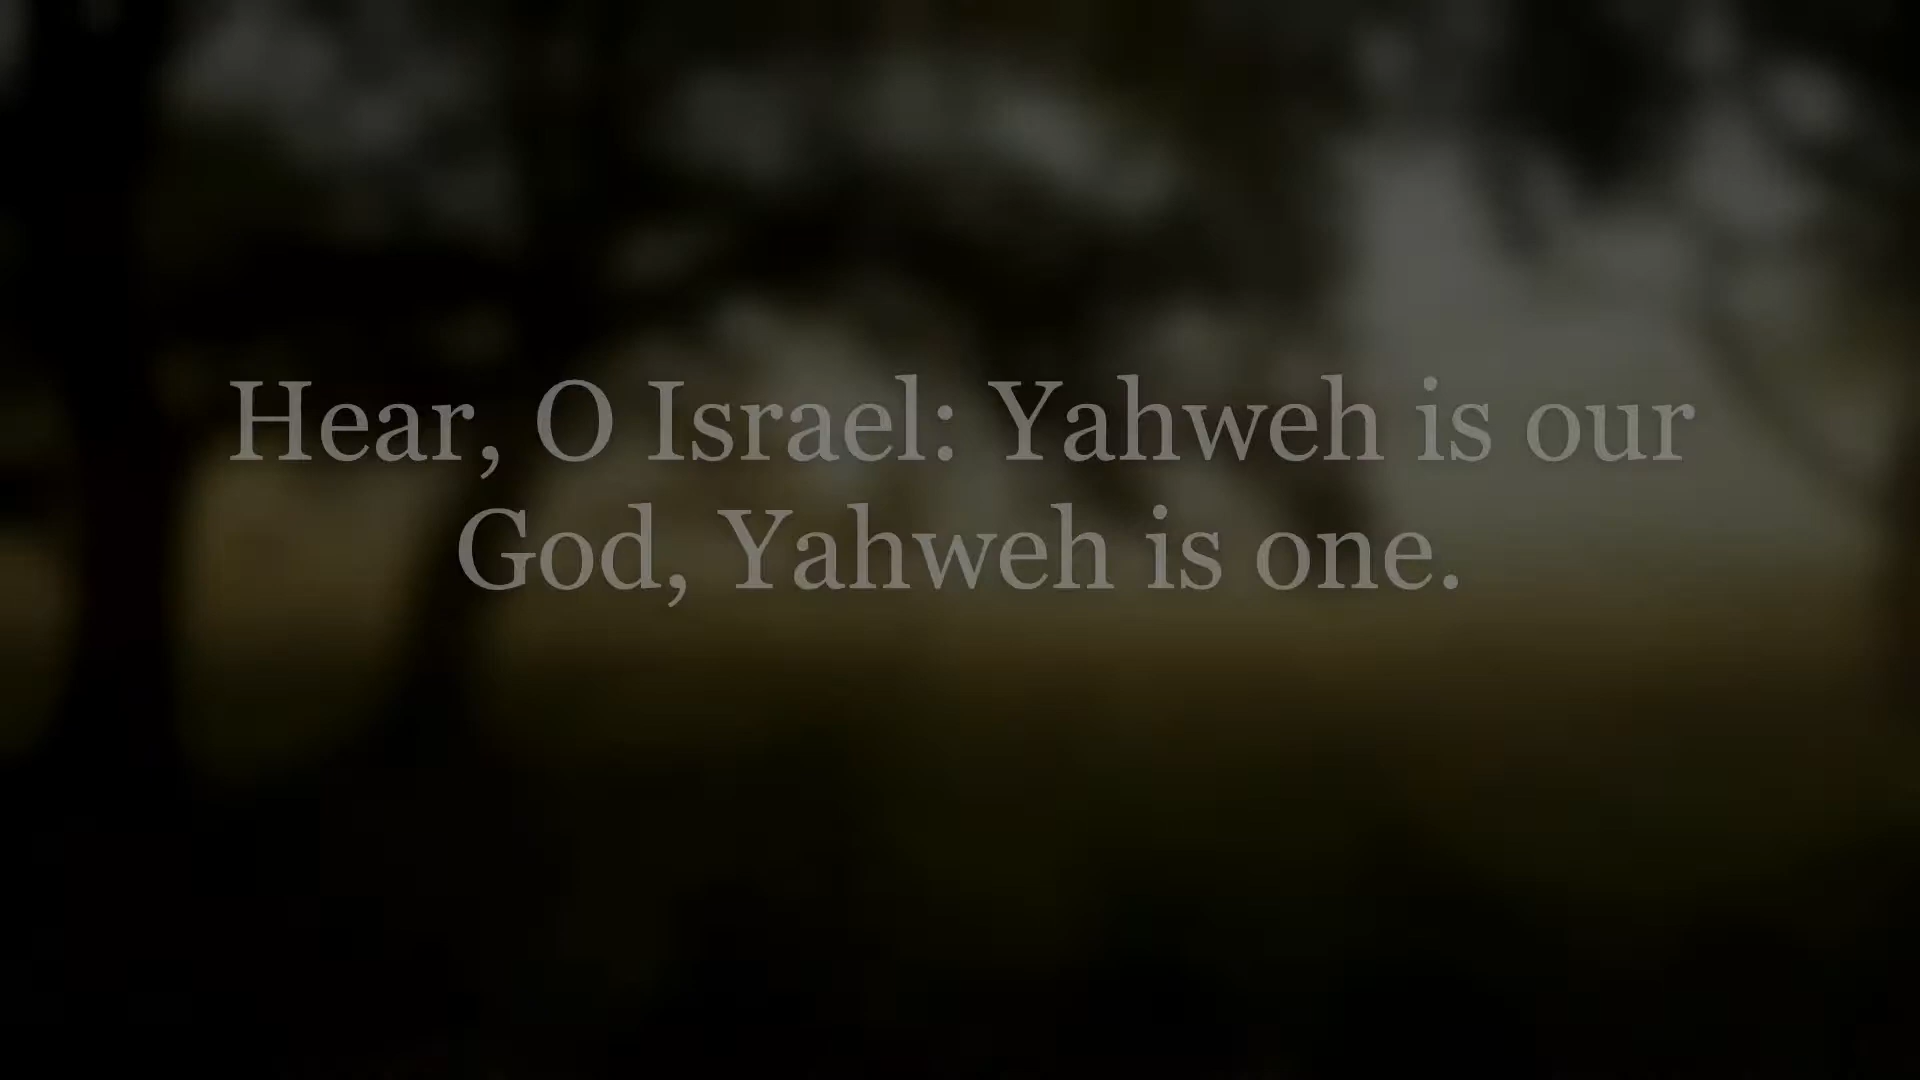 Hear, O Israel: Yahweh is our
God, Yahweh is one.